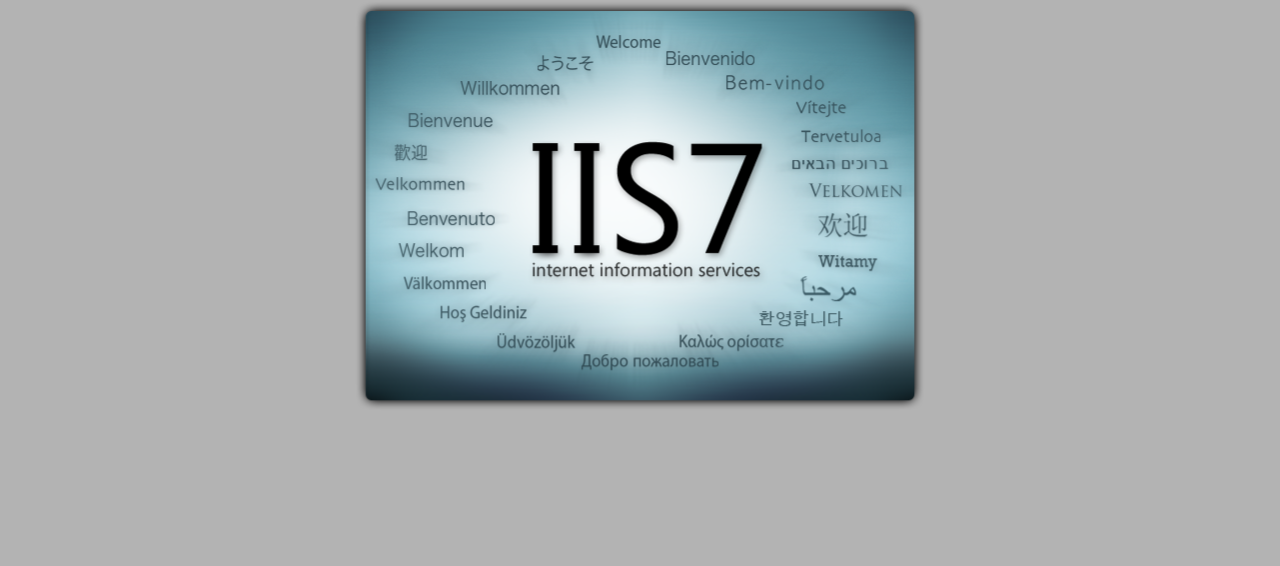 Welcome
Bienvenido
ようこそ
Bem-vindo
Willkommen
Vítejte
Bienvenue
Tervetuloa
歡迎
ברוכים הבאים
Velkommen
VELKOMEN
Benvenuto
欢迎
Welkom
Witamy
Välkommen
مرحباً
Hoş Geldiniz
환영합니다
Üdvözöljük
Καλώς ορίσατε
Добро пожаловать
IIS7
internet information services